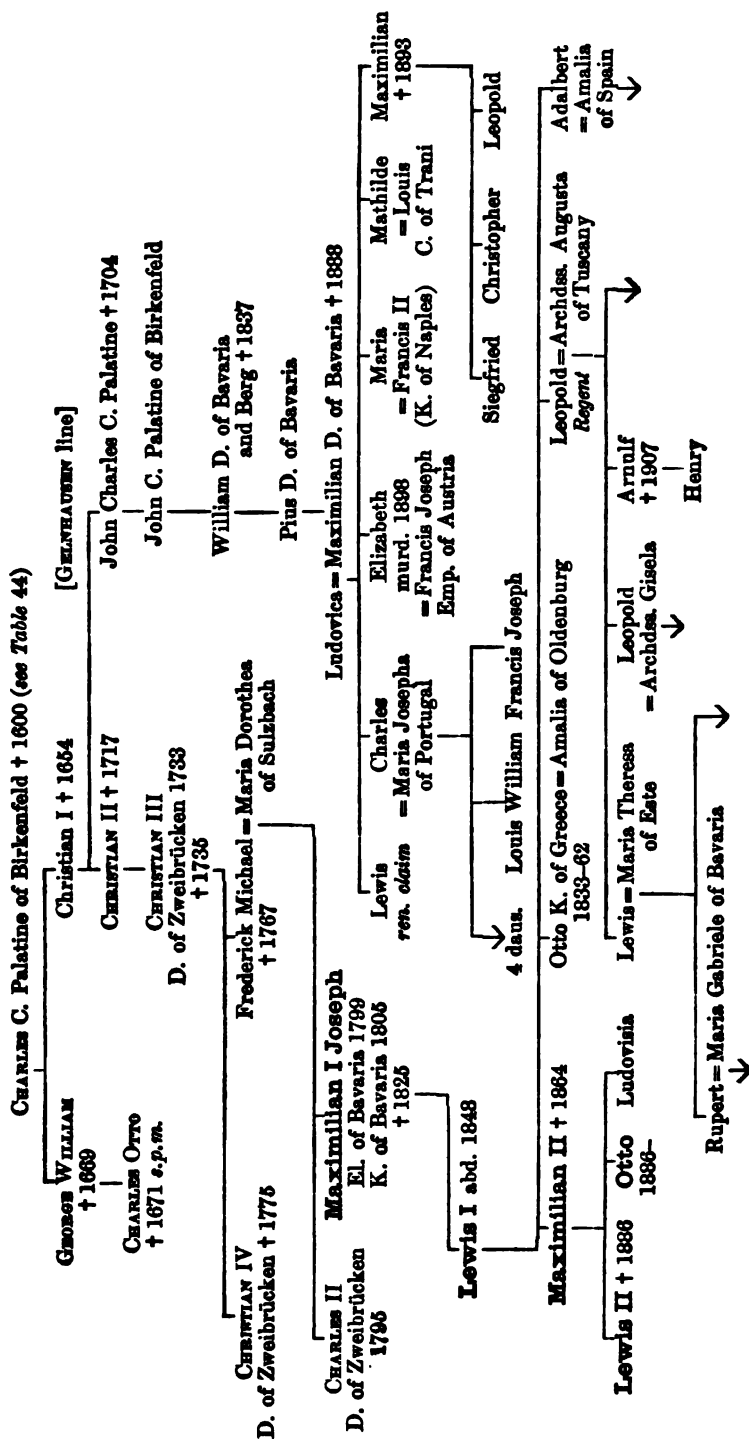 CHARLES C. PALATINE OF BIRKENFELD † 1600 (see Table 44)
GEORGE WILLIAM
† 1669
Christian I † 1654
[GELNHAUSEN line]
CHARLES OTTO
† 1671 s.p.m.
CHRISTIAN II † 1717
John Charles C. Palatine † 1704
CHRISTIAN III
D. of Zweibrücken 1733
† 1735
John C. Palatine of Birkenfeld
CHRISTIAN IV
D. of Zweibrücken † 1775
Frederick Michael = Maria Dorothea
† 1767 of Sulzbach
William D. of Bavaria
and Berg † 1837
Pius D. of Bavaria
CHARLES II
D. of Zweibrücken
1795
Maximilian I Joseph
El. of Bavaria 1799
K. of Bavaria 1805
† 1825
Ludovica = Maximilian D. of Bavaria † 1888
Lewis
ren. claim
Charles
= Maria Josepha
of Portugal
Elizabeth
murd. 1898
= Francis Joseph
Emp. of Austria
Maria
= Francis II
(K. of Naples)
Mathilde
= Louis
C. of Trani
Maximilian
† 1893
Lewis I abd. 1848
4 daus. Louis William Francis Joseph
Siegfried Christopher Leopold
Maximilian II † 1864
Otto K. of Greece = Amalia of Oldenburg
1833–62
Leopold = Archdss. Augusta
Regent of Tuscany
Adalbert
= Amalia
of Spain
Lewis II † 1886
Otto
1886–
Ludovisia
Lewis = Maria Theresa
of Este
Leopold
= Archdss. Gisela
Arnulf
† 1907
Henry
Rupert = Maria Gabriele of Bavaria